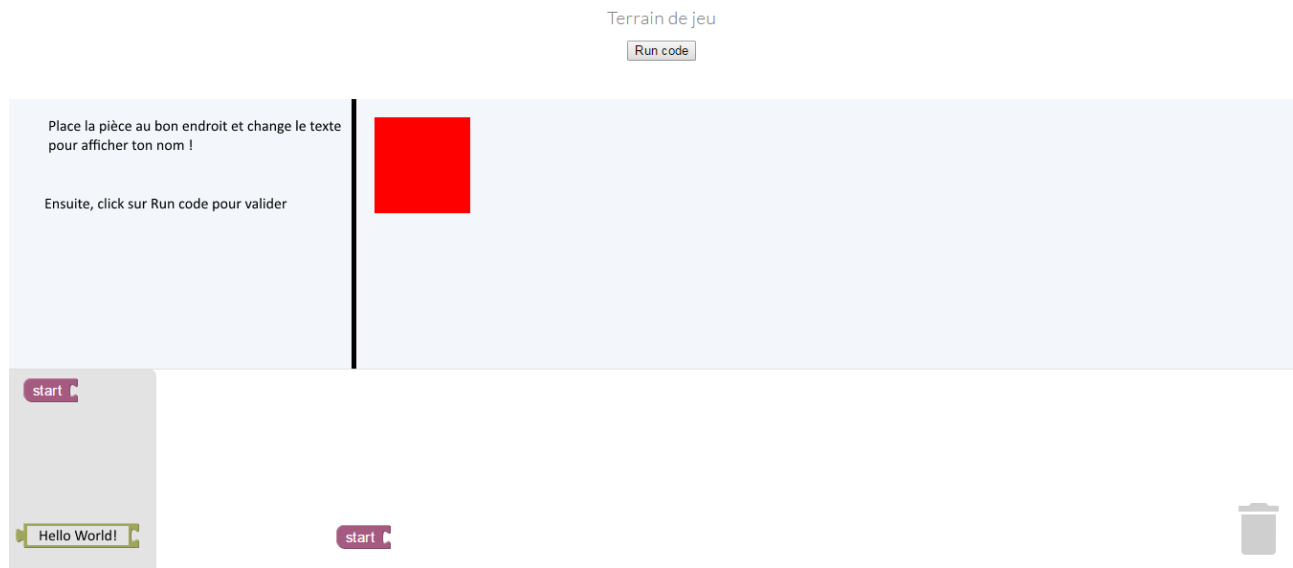 Terrain de jeu
Run code
Place la pièce au bon endroit et change le texte
pour afficher ton nom !
Ensuite, click sur Run code pour valider
start
Hello World!
start